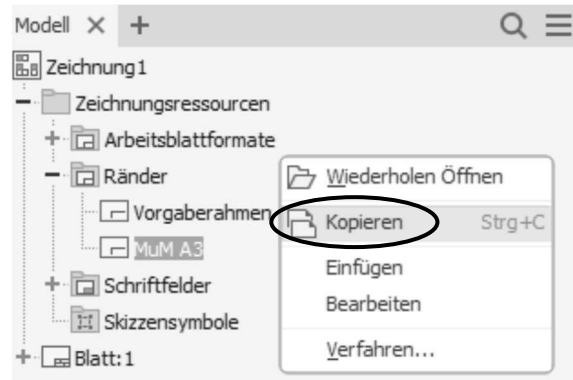 Modell × +
Zeichnung1
Zeichnungsressourcen
Arbeitsblattformate
Ränder
Wiederholen Öffnen
Vorgaberahmen
Kopieren Strg+C
MuM A3
Einfügen
Schriftfelder
Bearbeiten
Skizzensymbole
Verfahren...
Blatt:1